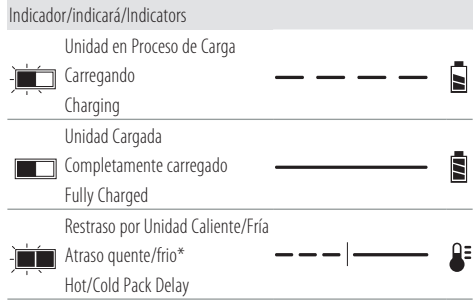 Indicador/indicará/Indicators
Unidad en Proceso de Carga
Carregando
Charging
Unidad Cargada
Completamente carregado
Fully Charged
Restraso por Unidad Caliente/Fría
Atraso quente/frio*
Hot/Cold Pack Delay